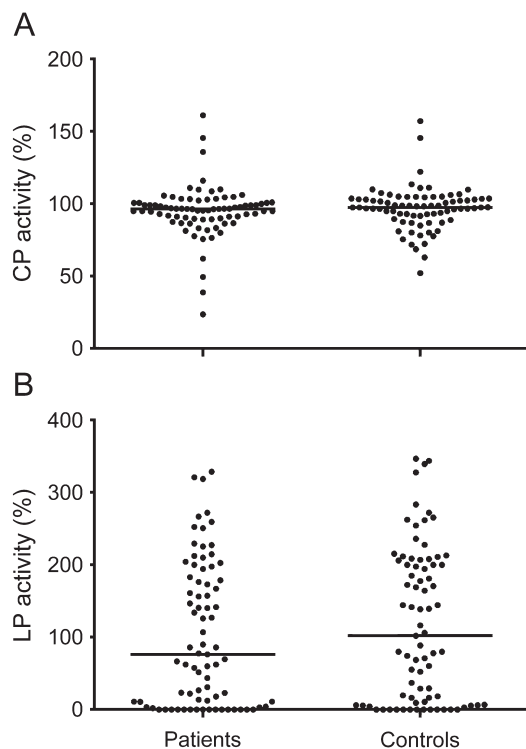 A
200
150
100
50
0
CP activity (%)
B
400
300
200
100
0
LP activity (%)
Patients
Controls